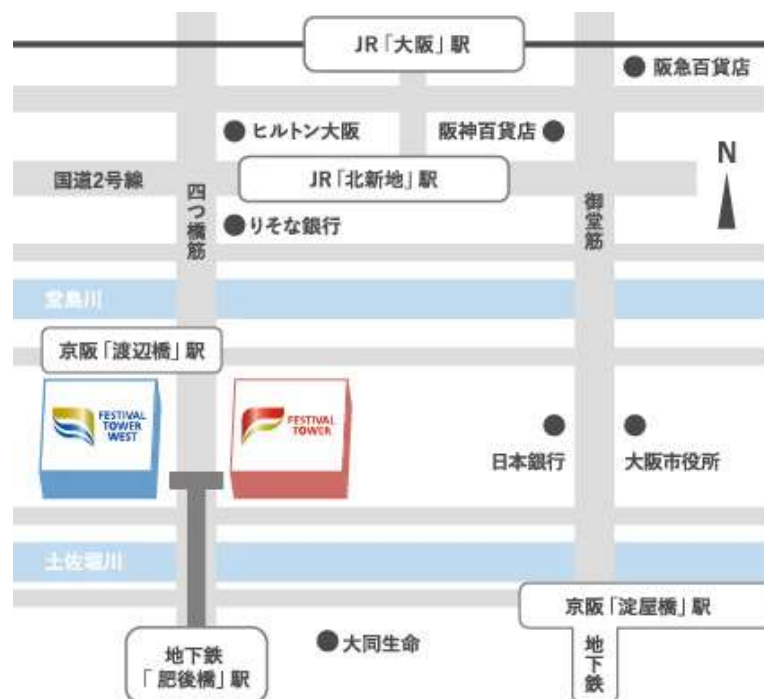 JR「大阪」駅
阪急百貨店
ヒルトン大阪
阪神百貨店
N
国道2号線
JR「北新地」駅
四つ橋筋
御堂筋
りそな銀行
堂島川
京阪「渡辺橋」駅
FESTIVAL
TOWER
WEST
FESTIVAL
TOWER
日本銀行
大阪市役所
土佐堀川
京阪「淀屋橋」駅
地下鉄
「肥後橋」駅
大同生命
地下鉄